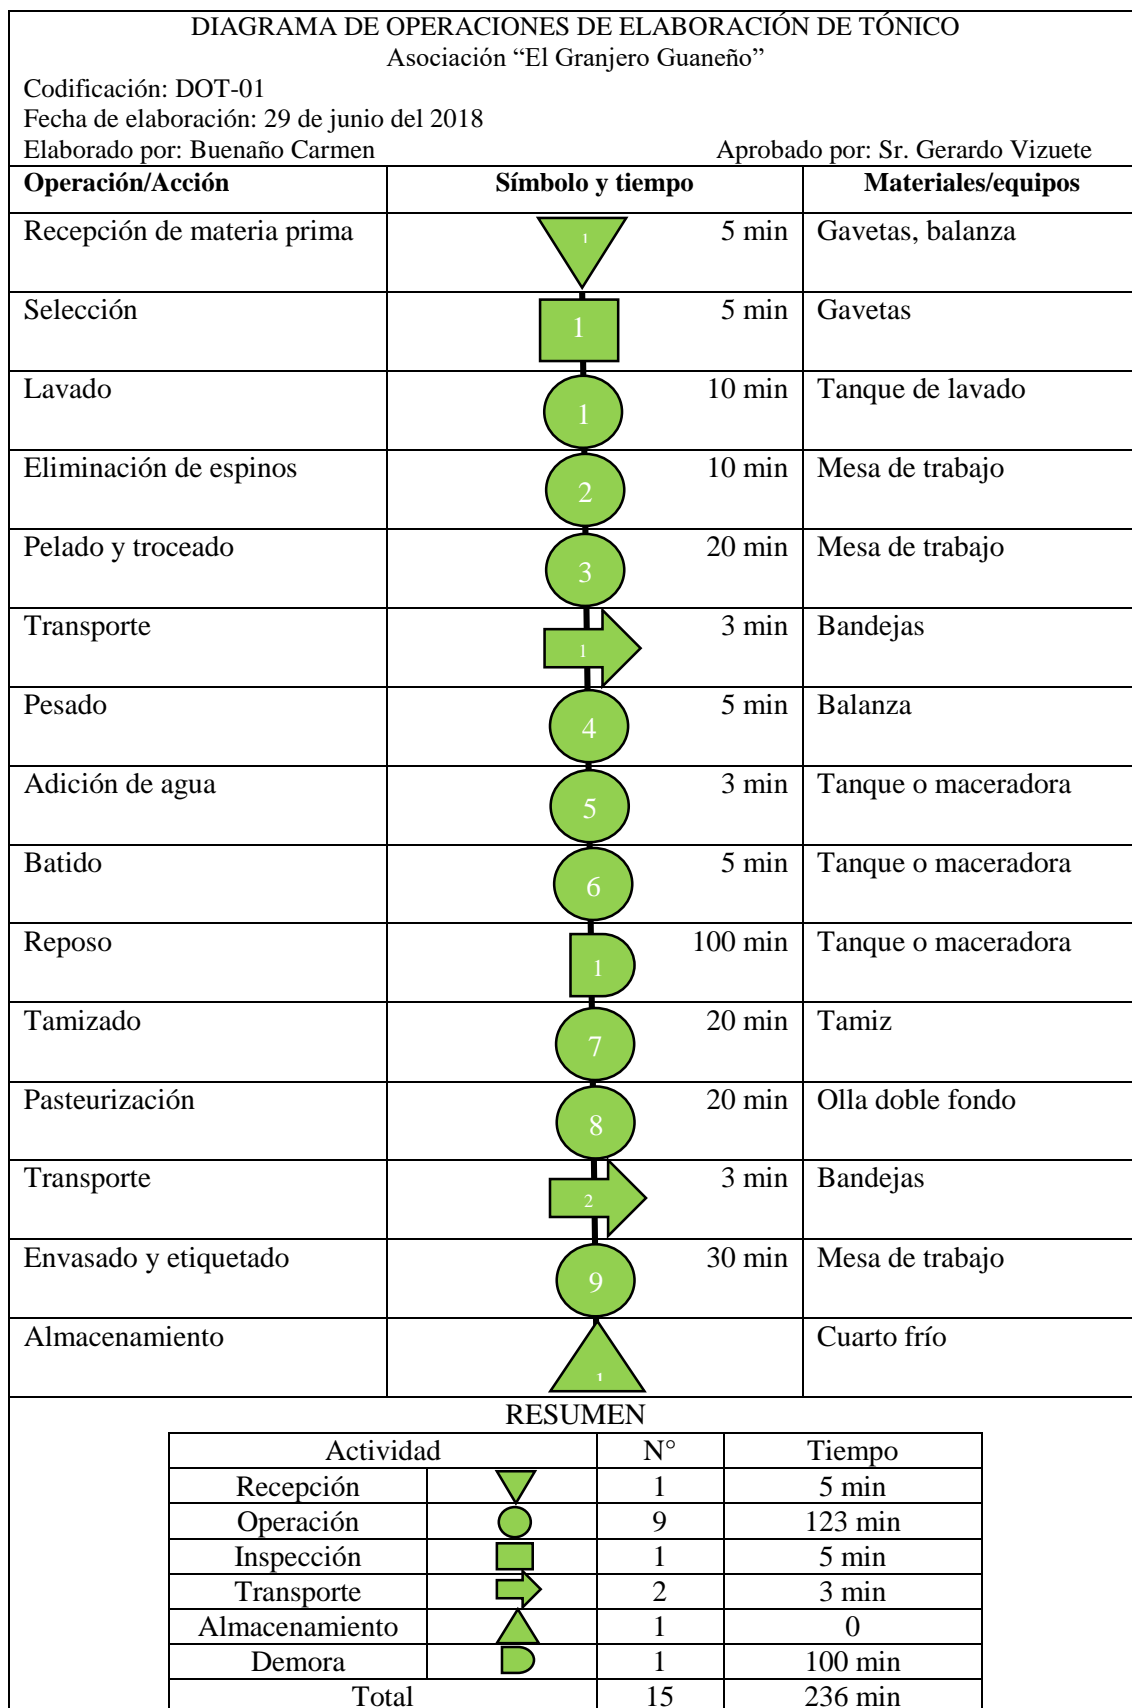 DIAGRAMA DE OPERACIONES DE ELABORACIÓN DE TÓNICO
Asociación “El Granjero Guaneño”
Codificación: DOT-01
Fecha de elaboración: 29 de junio del 2018
Elaborado por: Buenaño Carmen Aprobado por: Sr. Gerardo Vizuete
Operación/Acción Símbolo y tiempo Materiales/equipos
Recepción de materia prima 1 5 min Gavetas, balanza
Selección 1 5 min Gavetas
Lavado 1 10 min Tanque de lavado
Eliminación de espinos 2 10 min Mesa de trabajo
Pelado y troceado 3 20 min Mesa de trabajo
Transporte 1 3 min Bandejas
Pesado 4 5 min Balanza
Adición de agua 5 3 min Tanque o maceradora
Batido 6 5 min Tanque o maceradora
Reposo 1 100 min Tanque o maceradora
Tamizado 7 20 min Tamiz
Pasteurización 8 20 min Olla doble fondo
Transporte 2 3 min Bandejas
Envasado y etiquetado 9 30 min Mesa de trabajo
Almacenamiento 1 Cuarto frío
RESUMEN
Actividad N° Tiempo
Recepción 1 5 min
Operación 9 123 min
Inspección 1 5 min
Transporte 2 3 min
Almacenamiento 1 0
Demora 1 100 min
Total 15 236 min